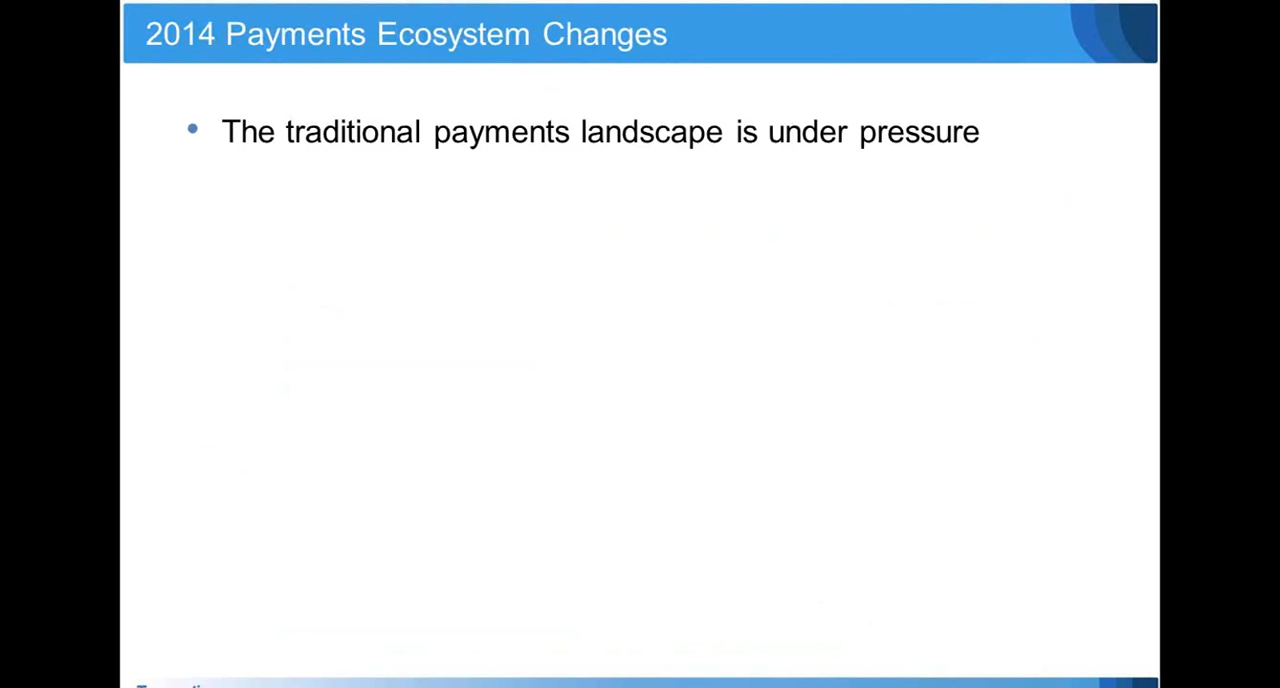 2014 Payments Ecosystem Changes
• The traditional payments landscape is under pressure